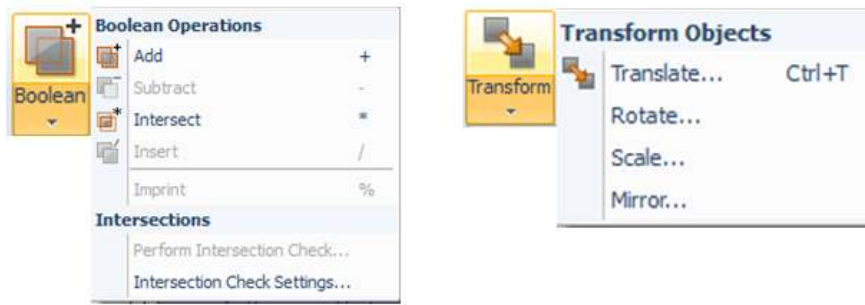 Boolean
Boolean Operations
Add +
Subtract -
Intersect *
Insert /
Imprint %
Intersections
Perform Intersection Check...
Intersection Check Settings...
Transform
Transform Objects
Translate... Ctrl+T
Rotate...
Scale...
Mirror...